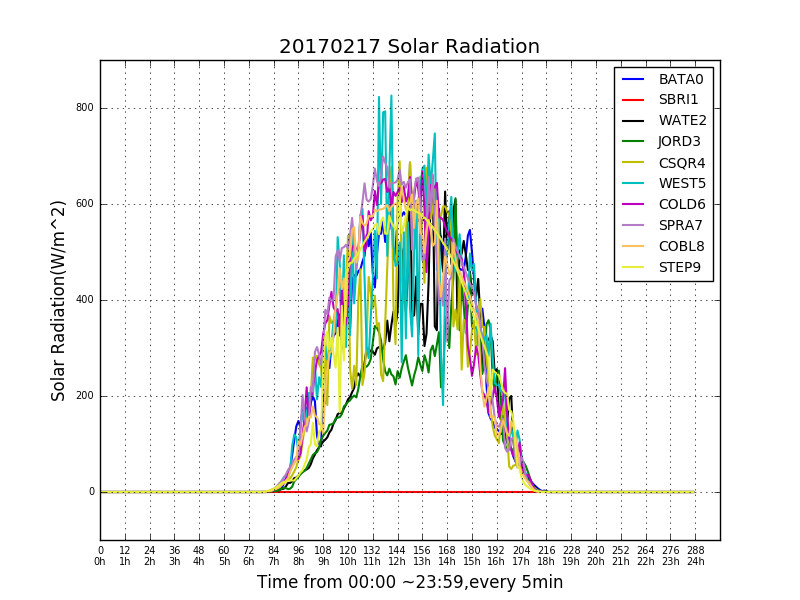 20170217 Solar Radiation
BATA0
SBRI1
WATE2
JORD3
CSQR4
WEST5
COLD6
SPRA7
COBL8
STEP9
Solar Radiation(W/m^2)
800
600
400
200
0
0 12 24 36 48 60 72 84 96 108 120 132 144 156 168 180 192 204 216 228 240 252 264 276 288
0h 1h 2h 3h 4h 5h 6h 7h 8h 9h 10h 11h 12h 13h 14h 15h 16h 17h 18h 19h 20h 21h 22h 23h 24h
Time from 00:00 ~23:59,every 5min